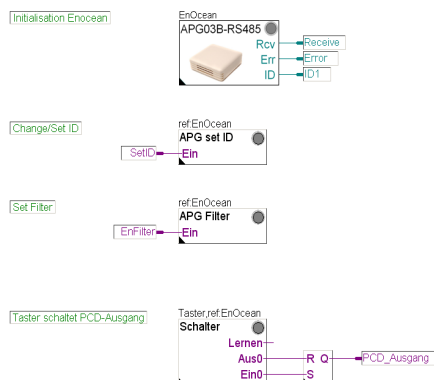 Initialisation Enocean
EnOcean
APG03B-RS485
Rcv
Receive
Err
Error
ID
ID1
Change/Set ID
ref:EnOcean
APG set ID
SetID
Ein
Set Filter
ref:EnOcean
APG Filter
EnFilter
Ein
Taster schaltet PCD-Ausgang
Taster,ref:EnOcean
Schalter
Lernen
Aus0
R Q
PCD_Ausgang
Ein0
S